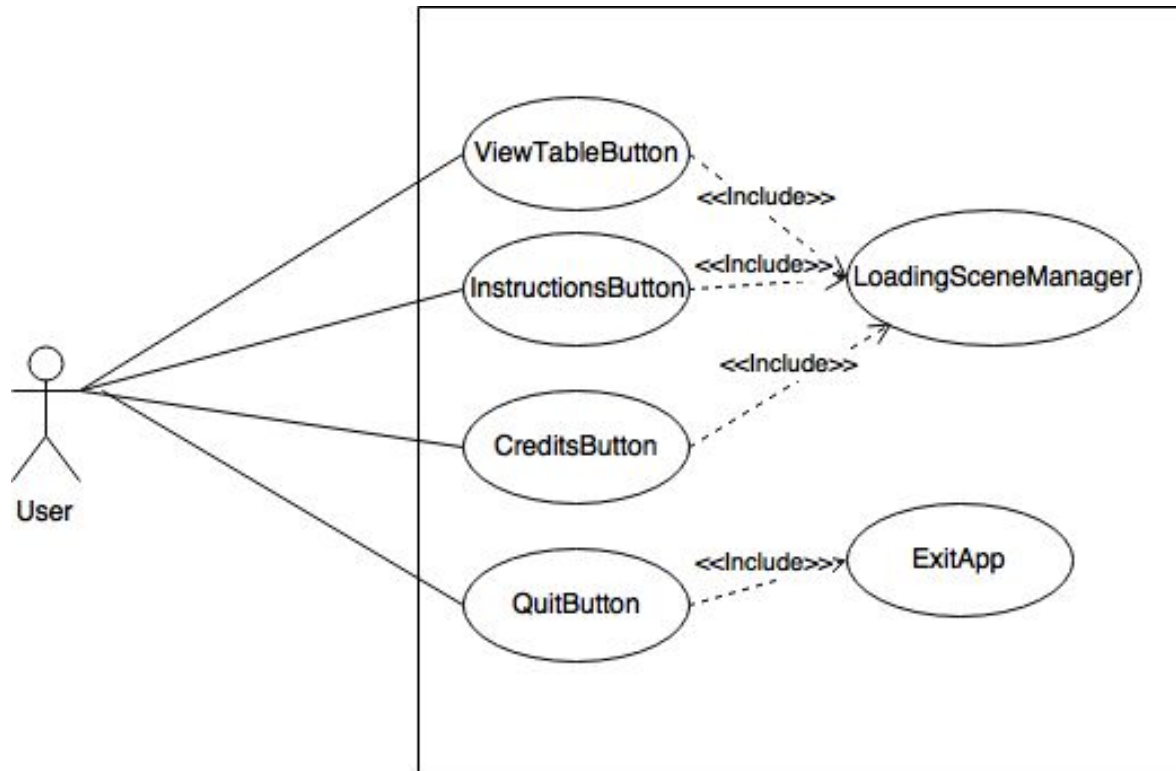 ViewTableButton
<<Include>>
InstructionsButton
<<Include>>
LoadingSceneManager
<<Include>>
CreditsButton
User
<<Include>>
ExitApp
QuitButton